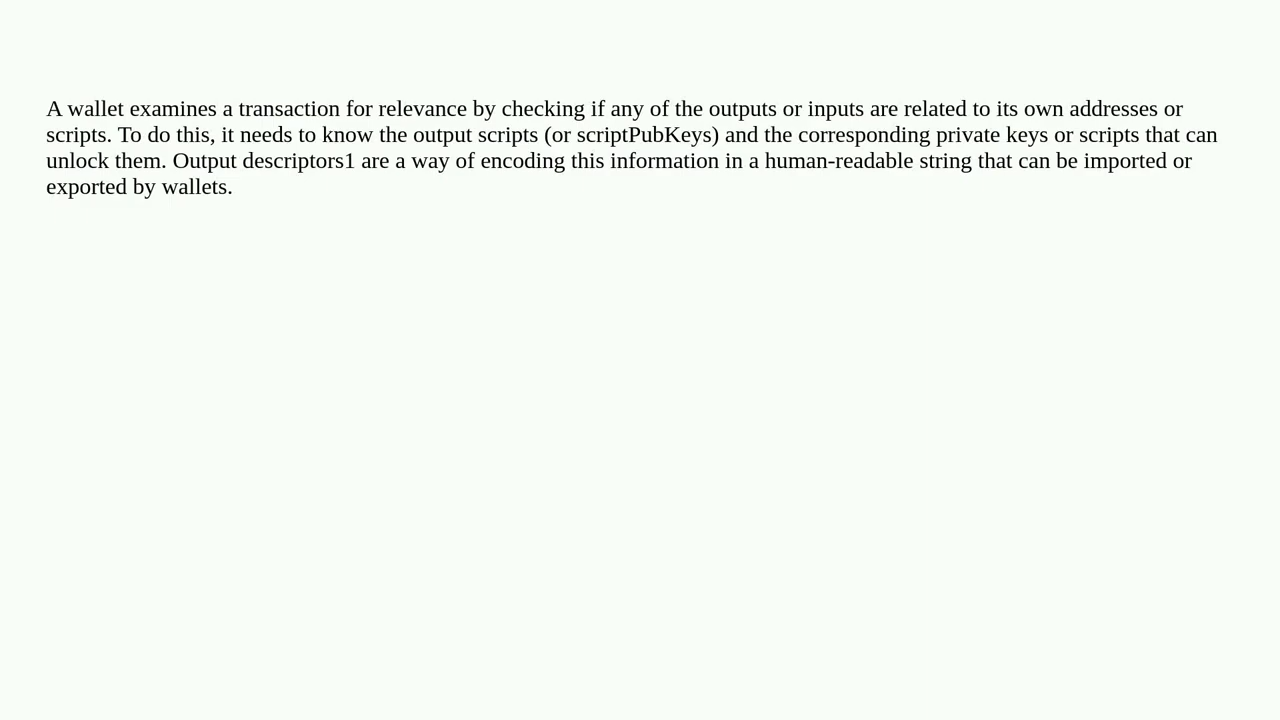 A wallet examines a transaction for relevance by checking if any of the outputs or inputs are related to its own addresses or
scripts. To do this, it needs to know the output scripts (or scriptPubKeys) and the corresponding private keys or scripts that can
unlock them. Output descriptors1 are a way of encoding this information in a human-readable string that can be imported or
exported by wallets.